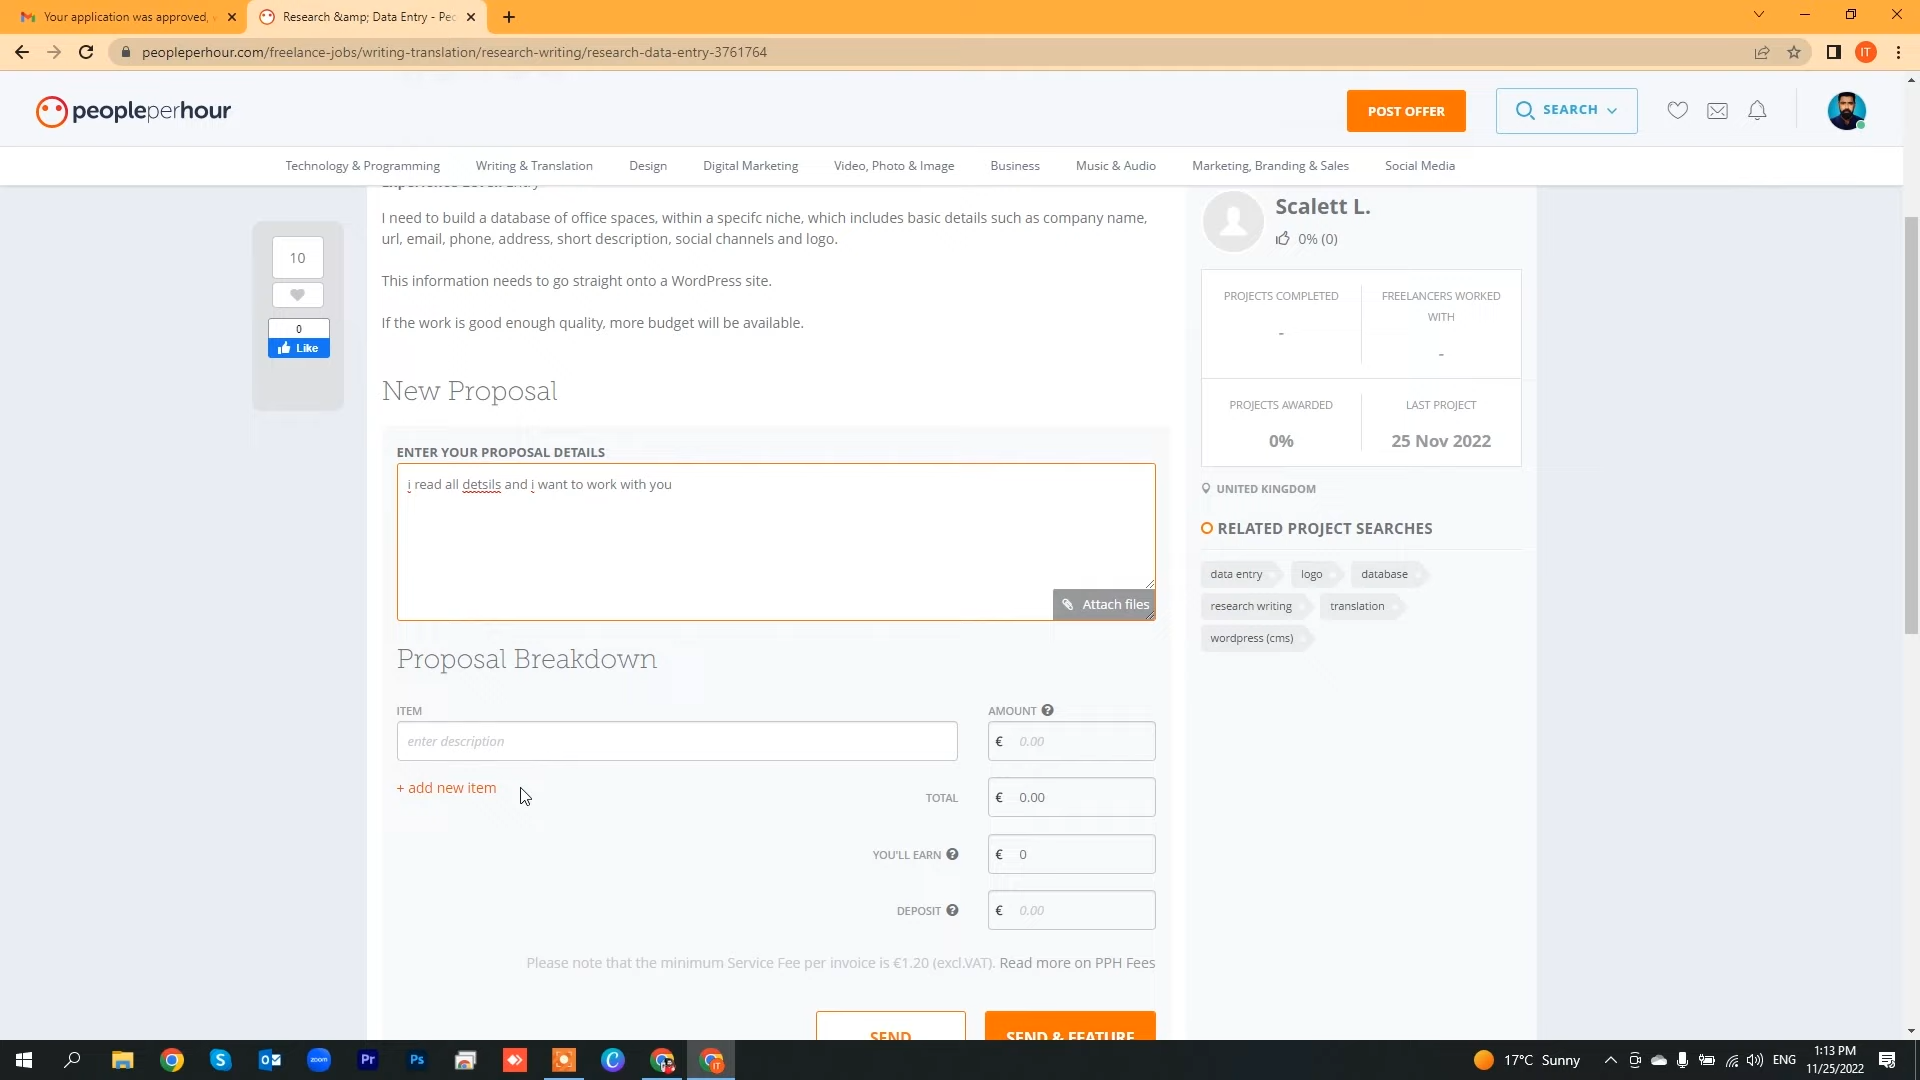 Your application was approved,
Research &amp; Data Entry - Pec
peopleperhour.com/freelance-jobs/writing-translation/research-writing/research-data-entry-3761764
IT
peopleperhour
POST OFFER
SEARCH
Technology & Programming
Writing & Translation
Design
Digital Marketing
Video, Photo & Image
Business
Music & Audio
Marketing, Branding & Sales
Social Media
Experience Level: Entry
I need to build a database of office spaces, within a specifc niche, which includes basic details such as company name,
url, email, phone, address, short description, social channels and logo.
This information needs to go straight onto a WordPress site.
If the work is good enough quality, more budget will be available.
10
0
Like
Scalett L.
0% (0)
PROJECTS COMPLETED
-
FREELANCERS WORKED
WITH
-
PROJECTS AWARDED
0%
LAST PROJECT
25 Nov 2022
UNITED KINGDOM
RELATED PROJECT SEARCHES
data entry
logo
database
research writing
translation
wordpress (cms)
New Proposal
ENTER YOUR PROPOSAL DETAILS
i read all detsils and i want to work with you
Attach files
Proposal Breakdown
ITEM
AMOUNT
enter description
€ 0.00
+ add new item
TOTAL
€ 0.00
YOU'LL EARN
€ 0
DEPOSIT
€ 0.00
Please note that the minimum Service Fee per invoice is €1.20 (excl.VAT). Read more on PPH Fees
SEND
SEND & FEATURE
zoom
Pr
Ps
17°C Sunny
ENG
1:13 PM
11/25/2022